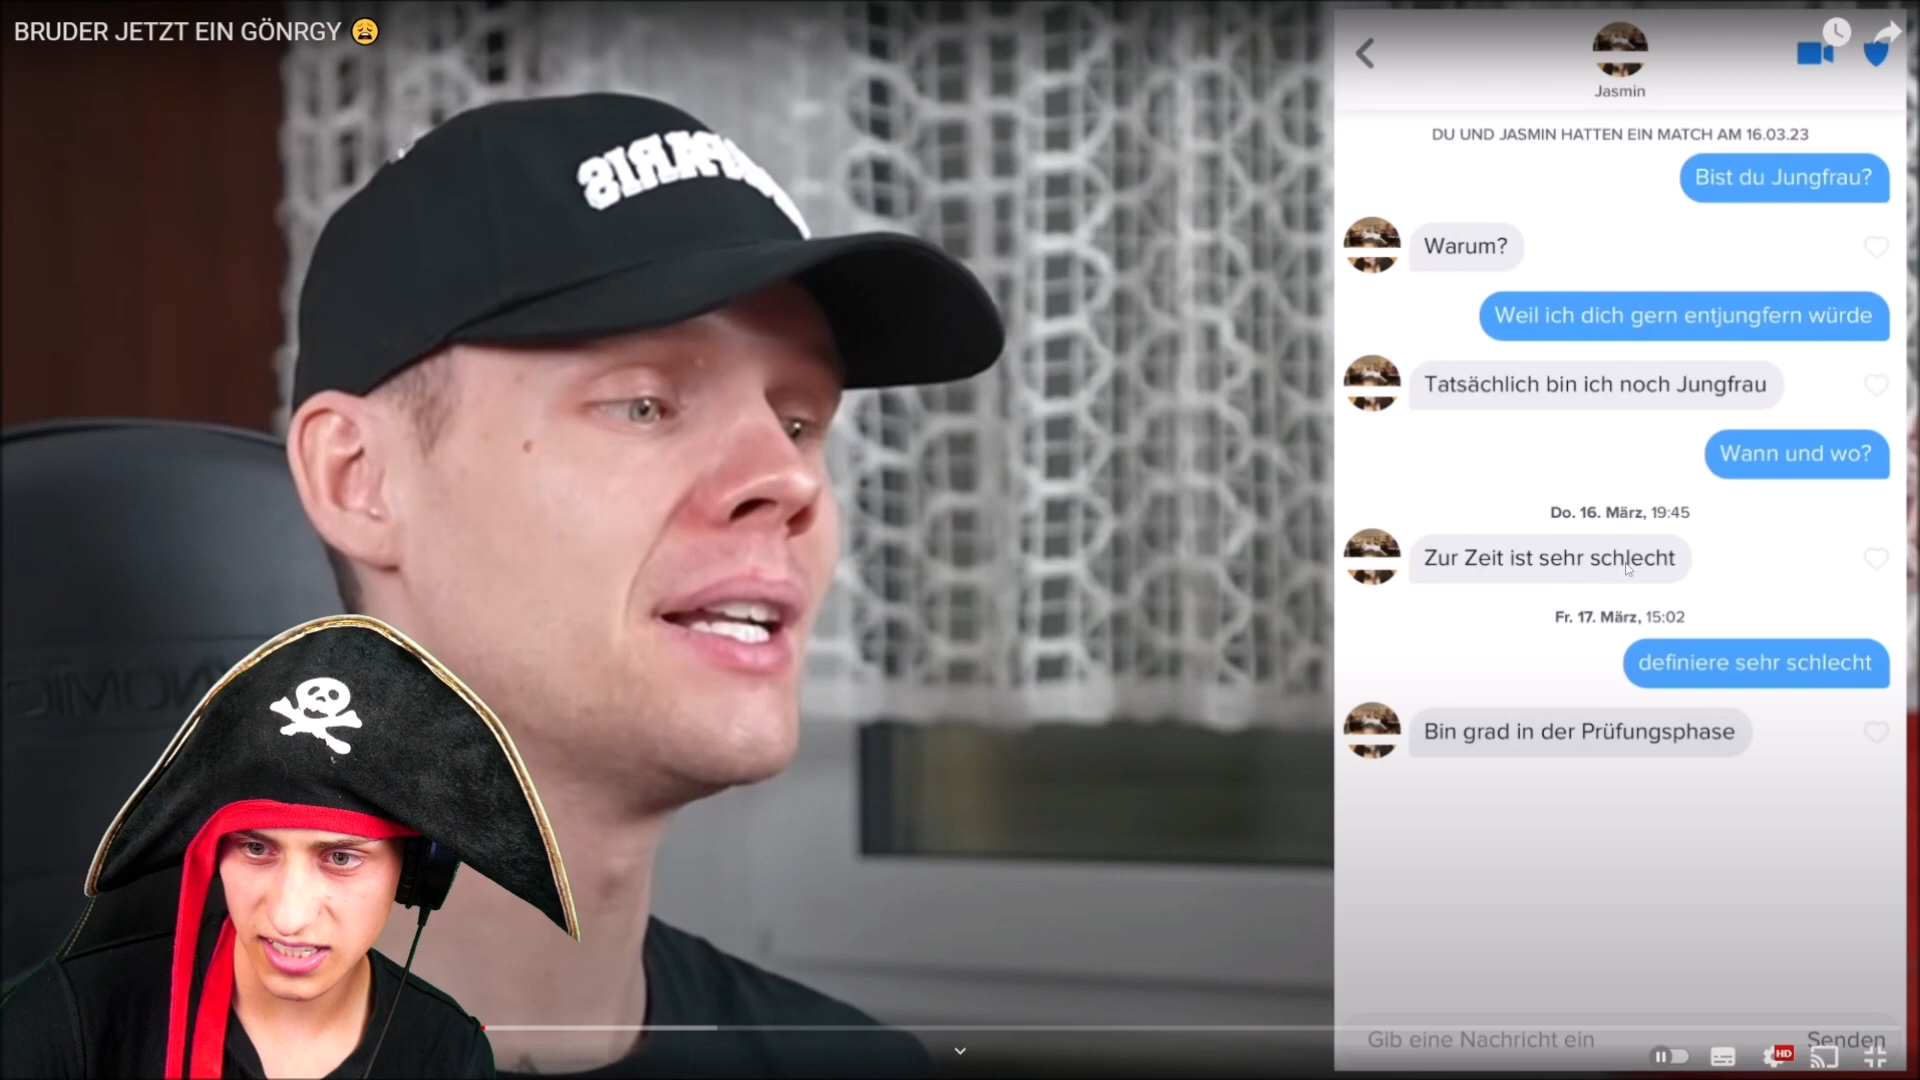 BRUDER JETZT EIN GÖNRGY 😩
Jasmin
DU UND JASMIN HATTEN EIN MATCH AM 16.03.23
Bist du Jungfrau?
Warum?
Weil ich dich gern entjungfern würde
Tatsächlich bin ich noch Jungfrau
Wann und wo?
Do. 16. März, 19:45
Zur Zeit ist sehr schlecht
Fr. 17. März, 15:02
definiere sehr schlecht
Bin grad in der Prüfungsphase
Gib eine Nachricht ein
Senden
HD